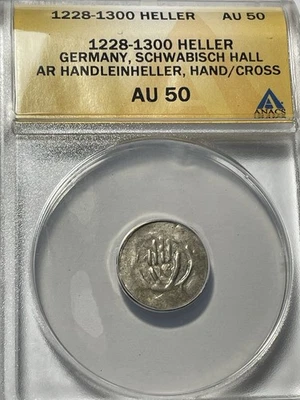 1228-1300 HELLER AU 50
1228-1300 HELLER
GERMANY, SCHWABISCH HALL
AR HANDLEINHELLER, HAND/CROSS
AU 50
ANACS